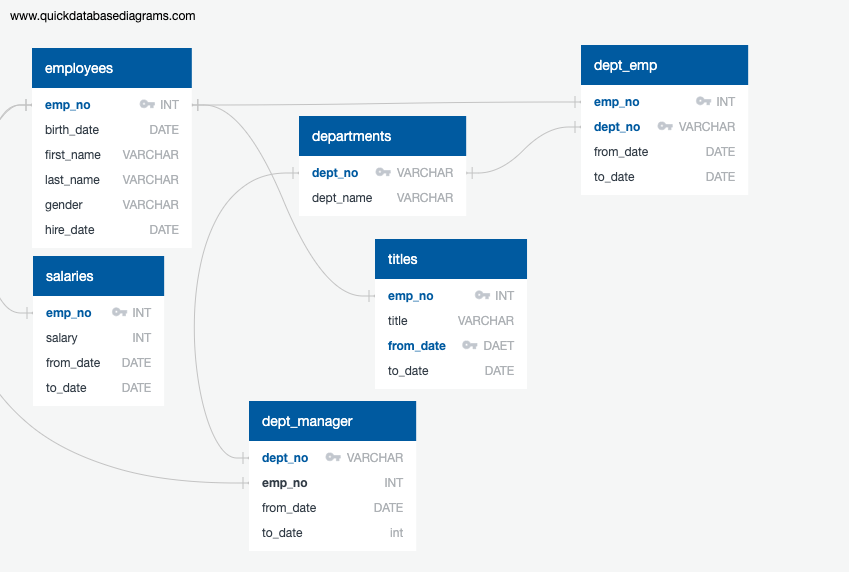 www.quickdatabasediagrams.com
employees
emp_no INT
birth_date DATE
first_name VARCHAR
last_name VARCHAR
gender VARCHAR
hire_date DATE
departments
dept_no VARCHAR
dept_name VARCHAR
dept_emp
emp_no INT
dept_no VARCHAR
from_date DATE
to_date DATE
salaries
emp_no INT
salary INT
from_date DATE
to_date DATE
titles
emp_no INT
title VARCHAR
from_date DAET
to_date DATE
dept_manager
dept_no VARCHAR
emp_no INT
from_date DATE
to_date int